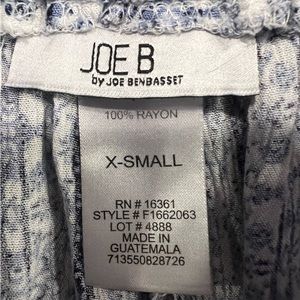 JOE B
by JOE BENBASSET
100% RAYON
X-SMALL
RN # 16361
STYLE # F1662063
LOT # 4888
MADE IN
GUATEMALA
713550828726